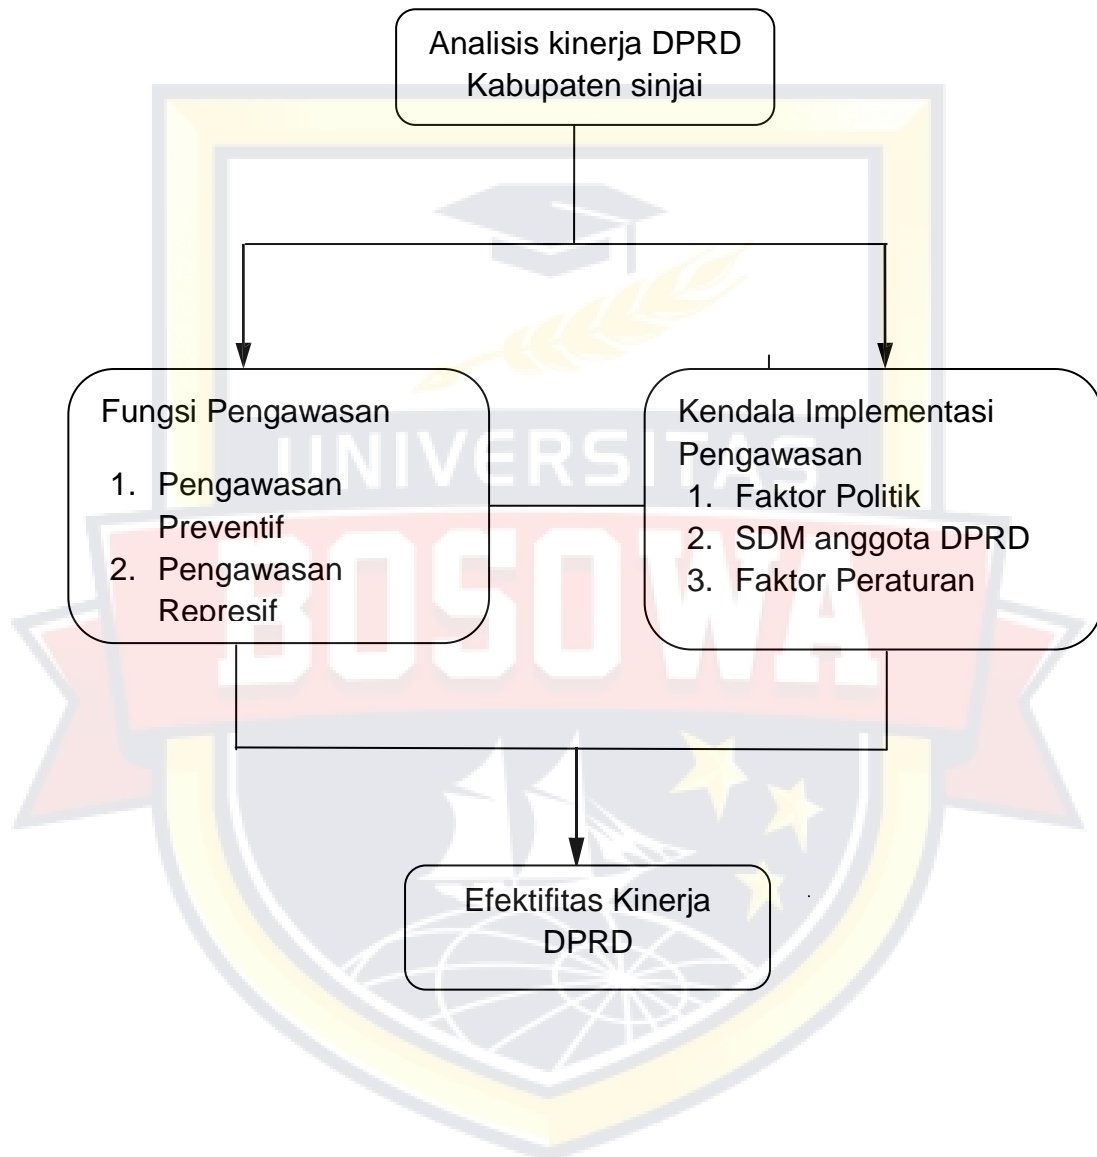 Analisis kinerja DPRD
Kabupaten sinjai
Fungsi Pengawasan
1. Pengawasan
Preventif
2. Pengawasan
Represif
Kendala Implementasi
Pengawasan
1. Faktor Politik
2. SDM anggota DPRD
3. Faktor Peraturan
UNIVERSITAS
BOSOWA
Efektifitas Kinerja
DPRD